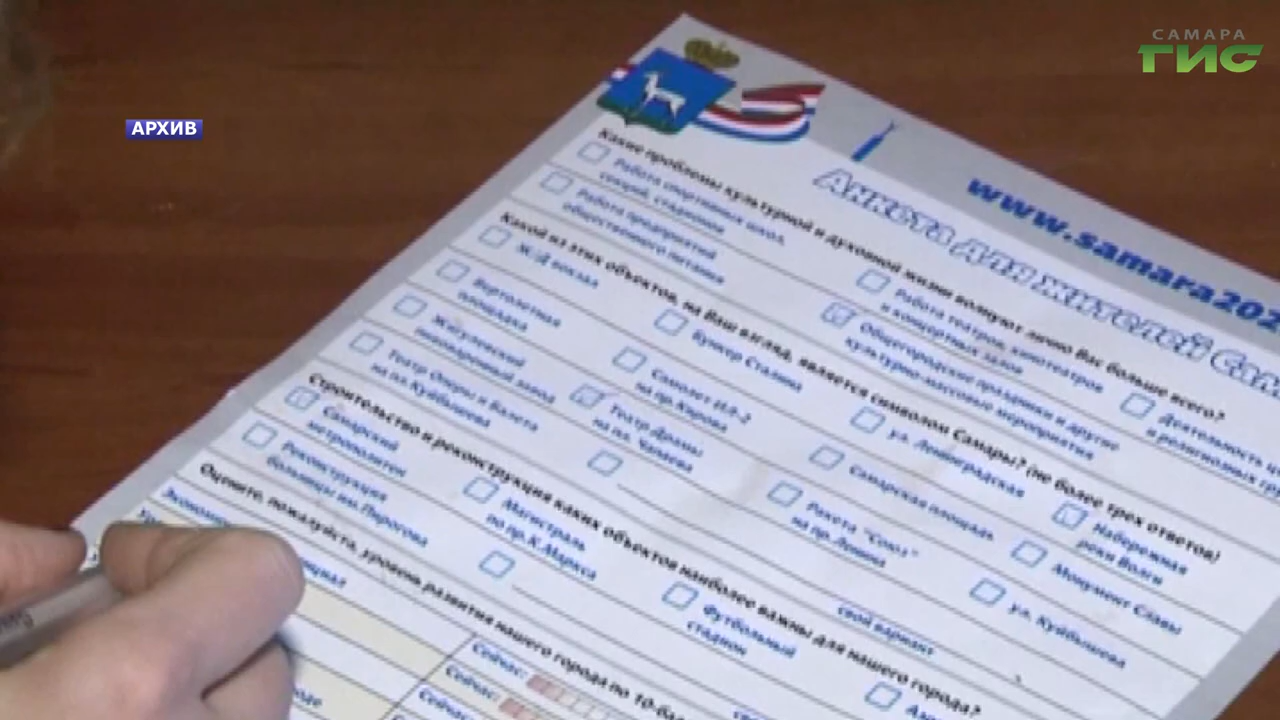 САМАРА
ГИС
АРХИВ
www.samara202
Анкета для жителей Сам
Какие проблемы культурной и духовной жизни волнуют лично Вас больше всего?
Работа спортивных школ,
секций, стадионов
Работа театров, кинотеатров
и концертных залов
Деятельность ц
и религиозных гр
Работа предприятий
общественного питания
Общегородские праздники и другие
культурно-массовые мероприятия
Какой из этих объектов, на Ваш взгляд, является символом Самары? (не более трех ответов)
Ж/Д вокзал
Бункер Сталина
ул. Ленинградская
Набережная
реки Волги
Вертолетная
площадка
Самолет ИЛ-2
на пр.Кирова
Самарская площадь
Монумент Славы
Жигулевский
пивоваренный завод
Театр Драмы
на пл. Чапаева
Ракета "Союз"
на пр.Ленина
ул. Куйбышева
Театр Оперы и Балета
на пл.Куйбышева
свой вариант
Строительство и реконструкция каких объектов наиболее важны для нашего города?
Самарский
метрополитен
Магистраль
по пр.К.Маркса
Футбольный
стадион
Реконструкция
больницы им.Пирогова
Оцените, пожалуйста, уровень развития нашего города по 10-бал
Сейчас:
Сейчас:
Сейчас